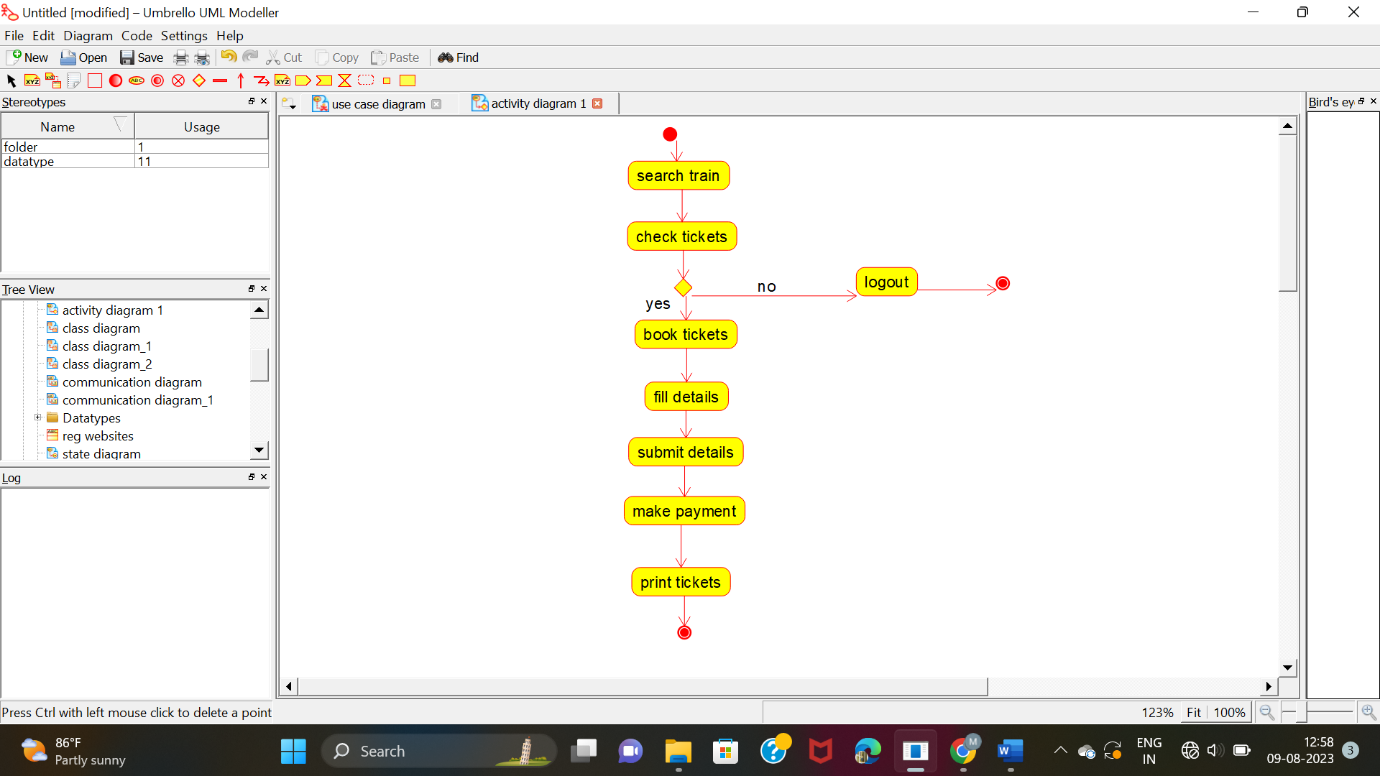 Untitled [modified] – Umbrello UML Modeller
File Edit Diagram Code Settings Help
New Open Save Cut Copy Paste Find
XYZ ABC XYZ
Stereotypes
Name Usage
folder 1
datatype 11
Tree View
activity diagram 1
class diagram
class diagram_1
class diagram_2
communication diagram
communication diagram_1
Datatypes
reg websites
state diagram
Log
use case diagram activity diagram 1
search train
check tickets
no
logout
yes
book tickets
fill details
submit details
make payment
print tickets
Bird's ey
Press Ctrl with left mouse click to delete a point
123% Fit 100%
86°F
Partly sunny
Search
M
W
ENG
IN
12:58
09-08-2023
3